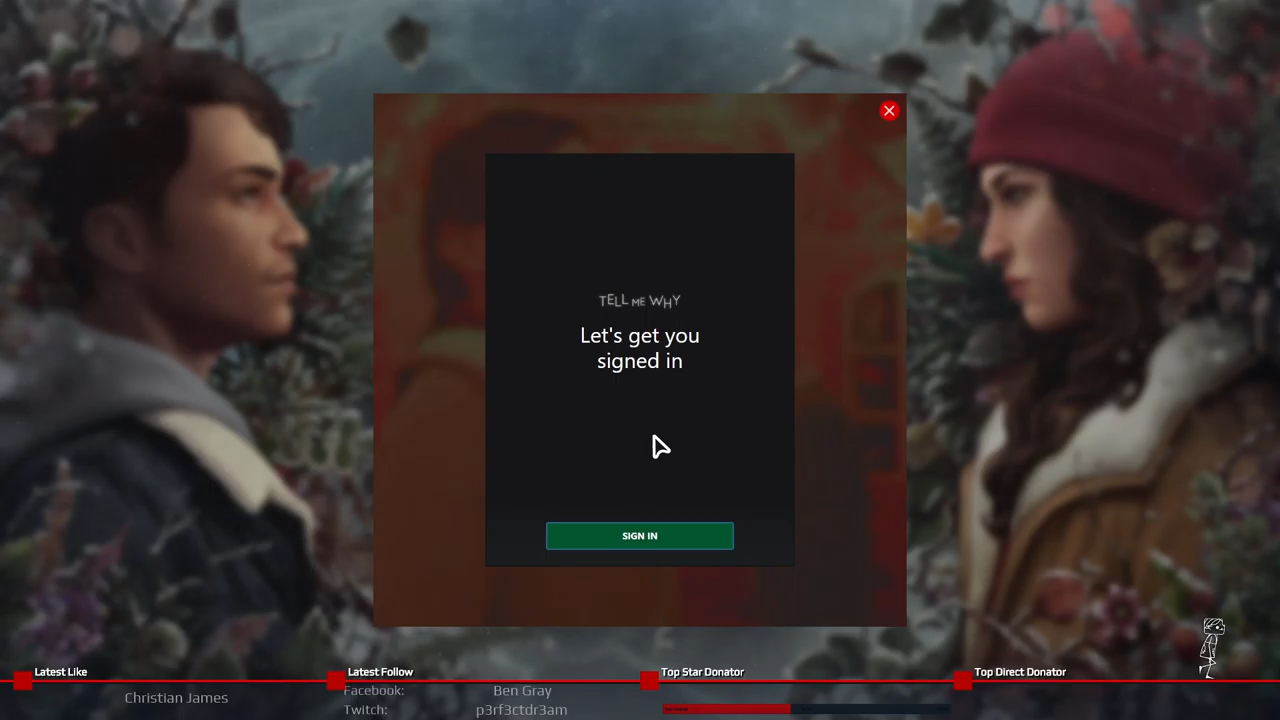 TELL ME WHY
Let's get you
signed in
SIGN IN
Latest Like
Christian James
Latest Follow
Facebook: Ben Gray
Twitch: p3rf3ctdr3am
Top Star Donator
Top Direct Donator